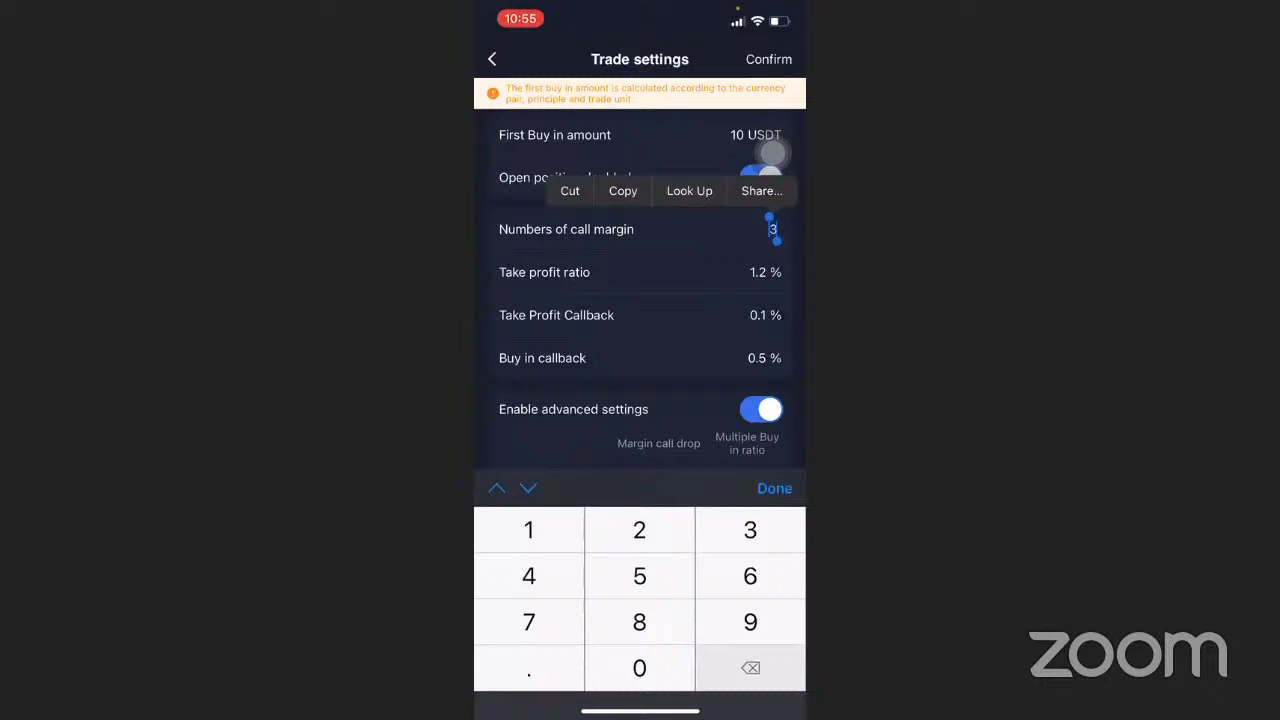 10:55
Trade settings
Confirm
The first buy in amount is calculated according to the currency
pair, principle and trade unit.
First Buy in amount
10 USDT
Cut
Copy
Look Up
Share...
Numbers of call margin
3
Take profit ratio
1.2 %
Take Profit Callback
0.1 %
Buy in callback
0.5 %
Enable advanced settings
Margin call drop
Multiple Buy
in ratio
Done
1
2
3
4
5
6
7
8
9
.
0
zoom